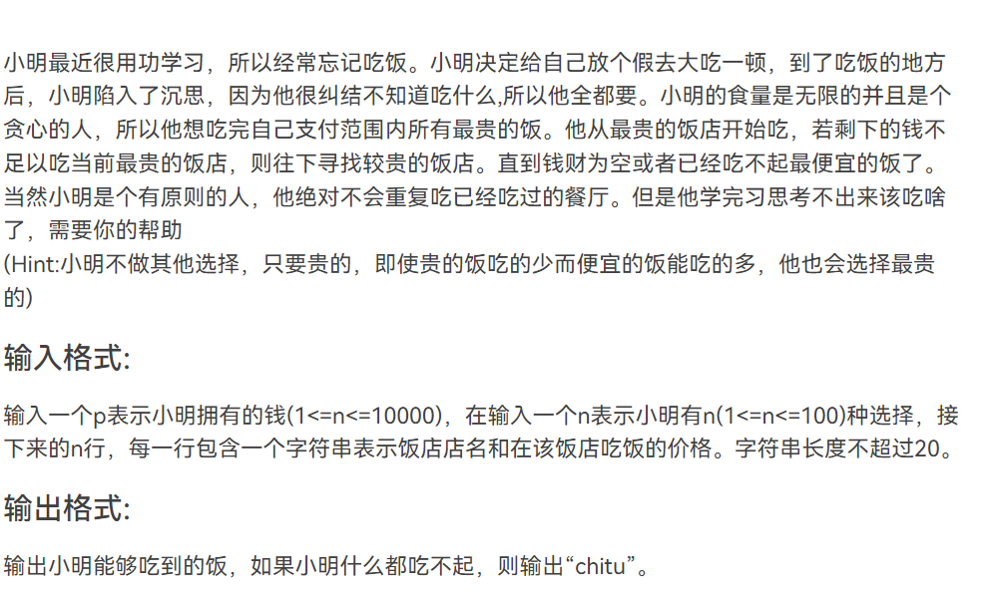 小明最近很用功学习，所以经常忘记吃饭。小明决定给自己放个假去大吃一顿，到了吃饭的地方
后，小明陷入了沉思，因为他很纠结不知道吃什么,所以他全都要。小明的食量是无限的并且是个
贪心的人，所以他想吃完自己支付范围内所有最贵的饭。他从最贵的饭店开始吃，若剩下的钱不
足以吃当前最贵的饭店，则往下寻找较贵的饭店。直到钱财为空或者已经吃不起最便宜的饭了。
当然小明是个有原则的人，他绝对不会重复吃已经吃过的餐厅。但是他学完习思考不出来该吃啥
了，需要你的帮助
(Hint:小明不做其他选择，只要贵的，即使贵的饭吃的少而便宜的饭能吃的多，他也会选择最贵
的)
输入格式:
输入一个p表示小明拥有的钱(1<=n<=10000)，在输入一个n表示小明有n(1<=n<=100)种选择，接
下来的n行，每一行包含一个字符串表示饭店店名和在该饭店吃饭的价格。字符串长度不超过20。
输出格式:
输出小明能够吃到的饭，如果小明什么都吃不起，则输出“chitu”。